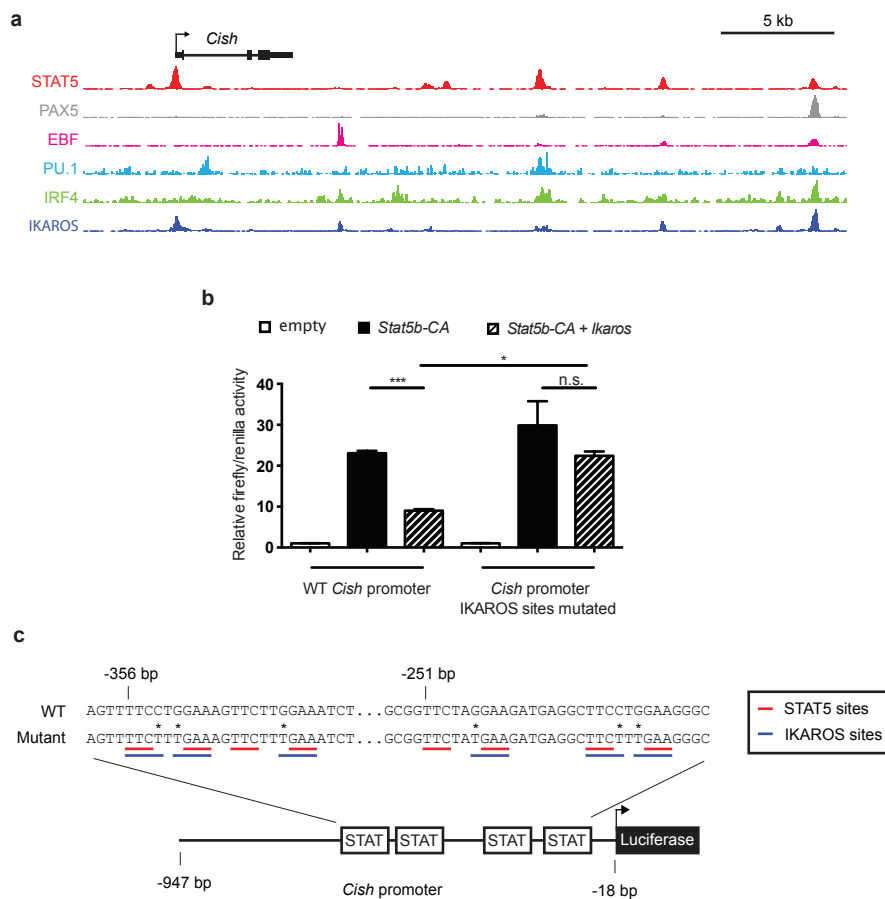 a
Cish
5 kb
STAT5
PAX5
EBF
PU.1
IRF4
IKAROS
b
empty Stat5b-CA Stat5b-CA + Ikaros
Relative firefly/renilla activity
40
30
20
10
0
***
*
n.s.
WT Cish promoter
Cish promoter
IKAROS sites mutated
c
-356 bp -251 bp
WT AGTTTTCCTGGAAAGTTCTTGGAAATCT...GCGGTTCTAGGAAGATGAGGCTTCCTGGAAGGGC
* * * * * *
Mutant AGTTTTCTTTGAAAGTTCTTTGAAATCT...GCGGTTCTATGAAGATGAGGCTTCTTTGAAGGGC
STAT5 sites
IKAROS sites
STAT STAT STAT STAT Luciferase
-947 bp Cish promoter -18 bp